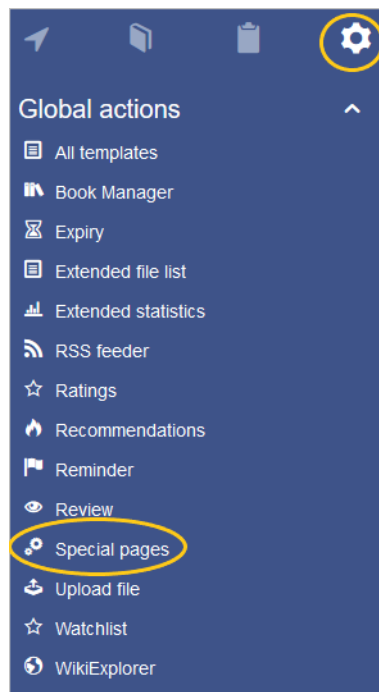 Global actions
All templates
Book Manager
Expiry
Extended file list
Extended statistics
RSS feeder
Ratings
Recommendations
Reminder
Review
Special pages
Upload file
Watchlist
WikiExplorer